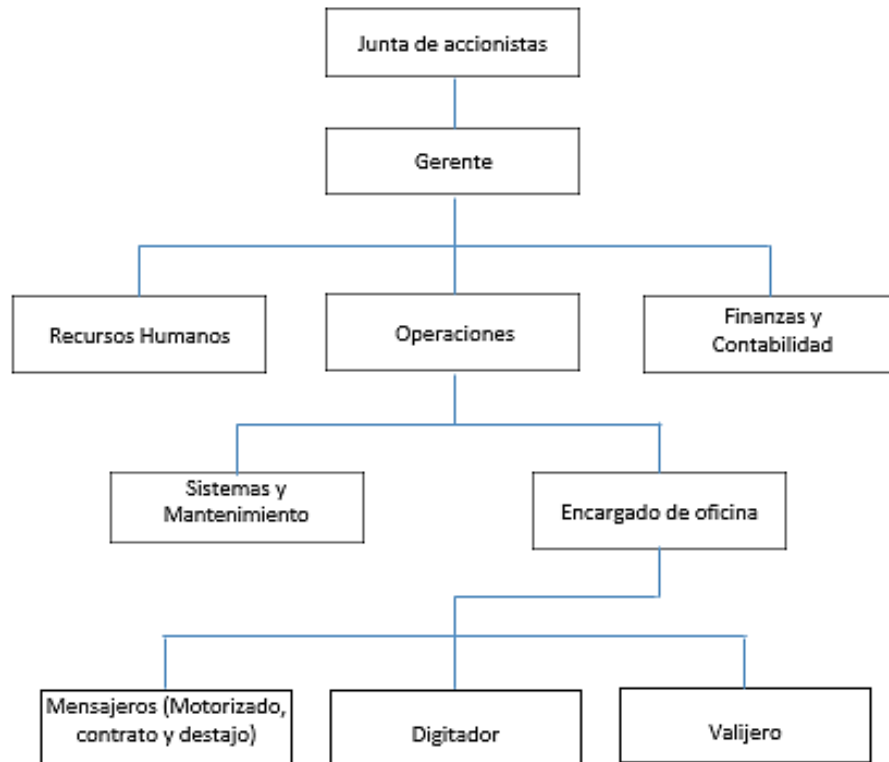 Junta de accionistas
Gerente
Recursos Humanos
Operaciones
Finanzas y
Contabilidad
Sistemas y
Mantenimiento
Encargado de oficina
Mensajeros (Motorizado,
contrato y destajo)
Digitador
Valijero